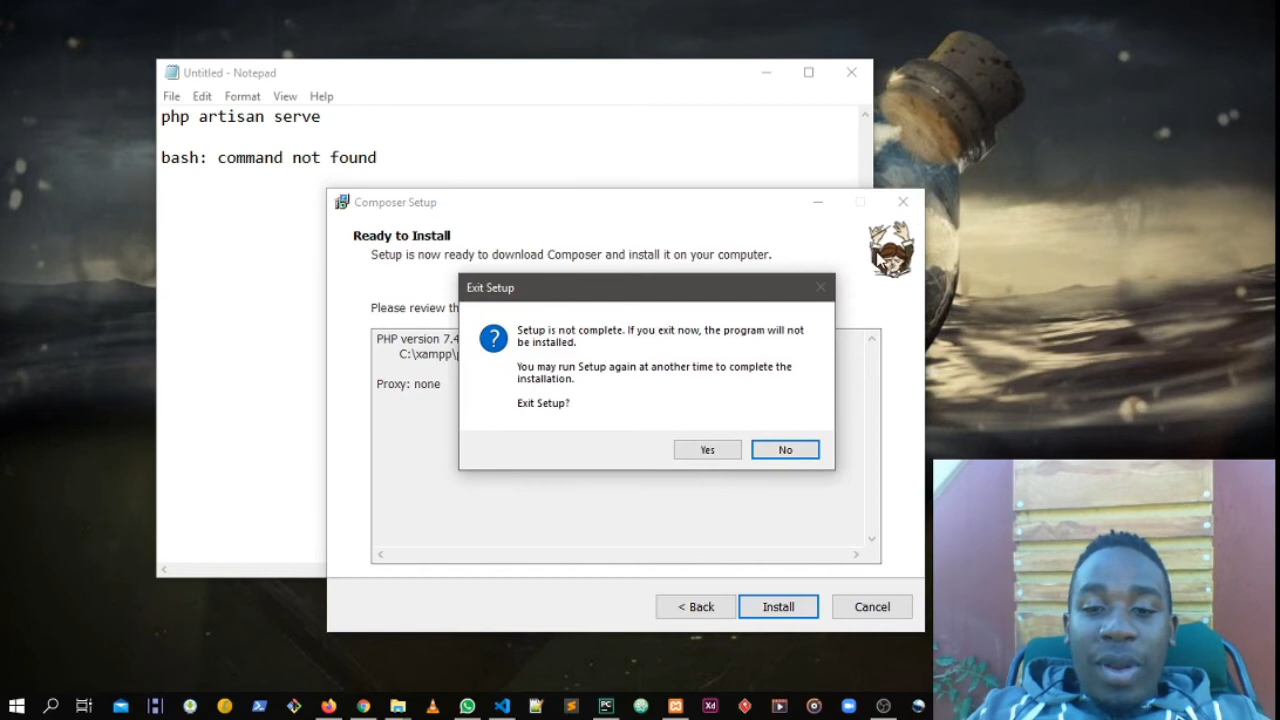 Untitled - Notepad
File Edit Format View Help
php artisan serve
bash: command not found
Composer Setup
Ready to Install
Setup is now ready to download Composer and install it on your computer.
Please review th
PHP version 7.4
C:\xampp\p
Proxy: none
Exit Setup
Setup is not complete. If you exit now, the program will not
be installed.
You may run Setup again at another time to complete the
installation.
Exit Setup?
Yes No
< Back Install Cancel